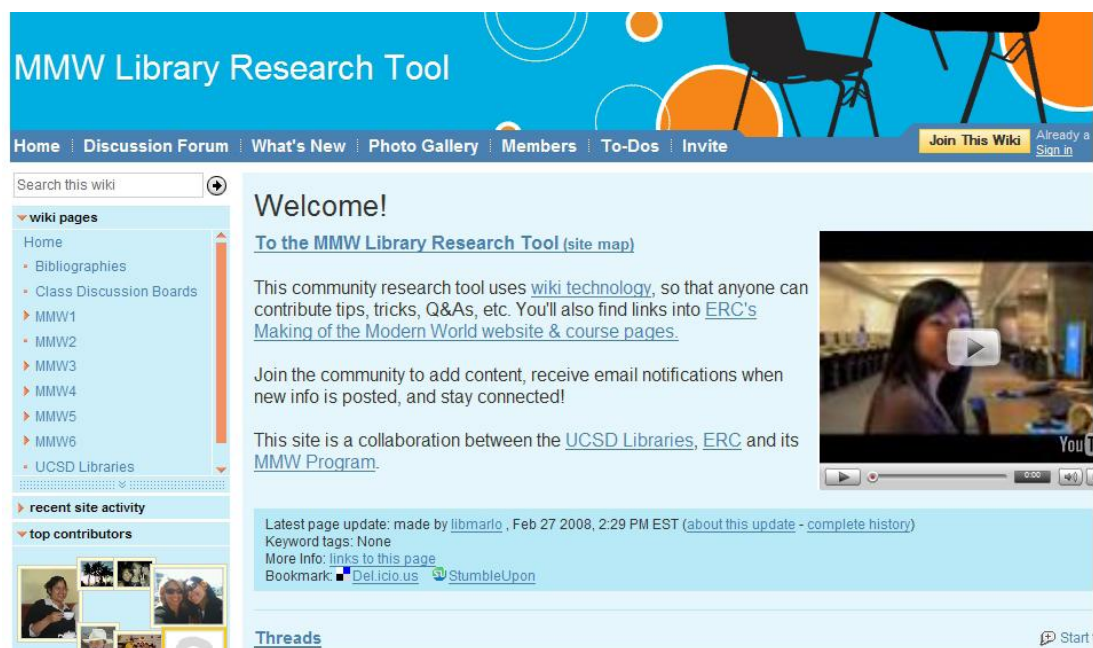 MMW Library Research Tool
Home Discussion Forum What's New Photo Gallery Members To-Dos Invite
Join This Wiki
Already a
Sign in
Search this wiki
wiki pages
Home
Bibliographies
Class Discussion Boards
MMW1
MMW2
MMW3
MMW4
MMW5
MMW6
UCSD Libraries
recent site activity
top contributors
Welcome!
To the MMW Library Research Tool (site map)
This community research tool uses wiki technology, so that anyone can
contribute tips, tricks, Q&As, etc. You'll also find links into ERC's
Making of the Modern World website & course pages.
Join the community to add content, receive email notifications when
new info is posted, and stay connected!
This site is a collaboration between the UCSD Libraries, ERC and its
MMW Program.
You
0:00
Latest page update: made by libmarlo , Feb 27 2008, 2:29 PM EST (about this update - complete history)
Keyword tags: None
More Info: links to this page
Bookmark: Del.icio.us StumbleUpon
Threads
Start